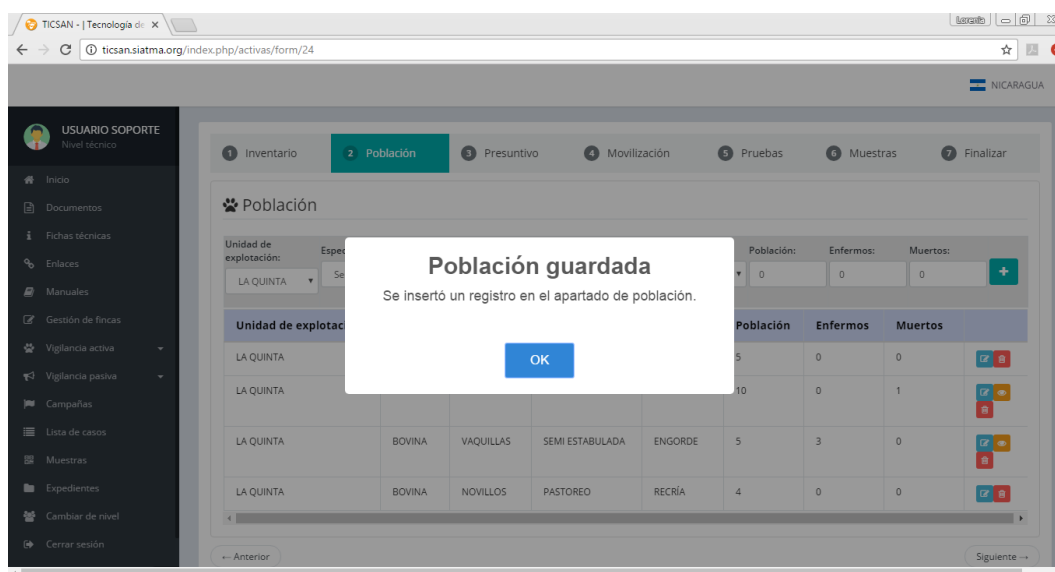 TICSAN - | Tecnología de
Lorenla
ticsan.siatma.org/index.php/activas/form/24
NICARAGUA
USUARIO SOPORTE
Nivel técnico
Inicio
Documentos
Fichas técnicas
Enlaces
Manuales
Gestión de fincas
Vigilancia activa
Vigilancia pasiva
Campañas
Lista de casos
Muestras
Expedientes
Cambiar de nivel
Cerrar sesión
1 Inventario 2 Población 3 Presuntivo 4 Movilización 5 Pruebas 6 Muestras 7 Finalizar
Población
Unidad de explotación: Espec Población: Enfermos: Muertos:
LA QUINTA Se 0 0 0 +
Población guardada
Se insertó un registro en el apartado de población.
OK
Unidad de explotac Población Enfermos Muertos
LA QUINTA 5 0 0
LA QUINTA 10 0 1
LA QUINTA BOVINA VAQUILLAS SEMI ESTABULADA ENGORDE 5 3 0
LA QUINTA BOVINA NOVILLOS PASTOREO RECRÍA 4 0 0
← Anterior Siguiente →